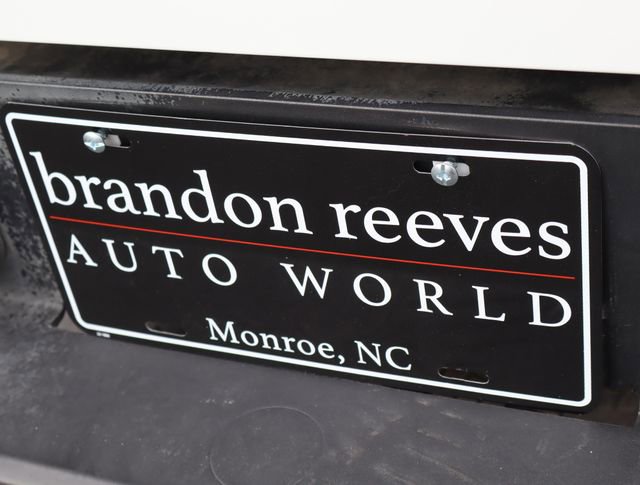 brandon reeves
AUTO WORLD
Monroe, NC